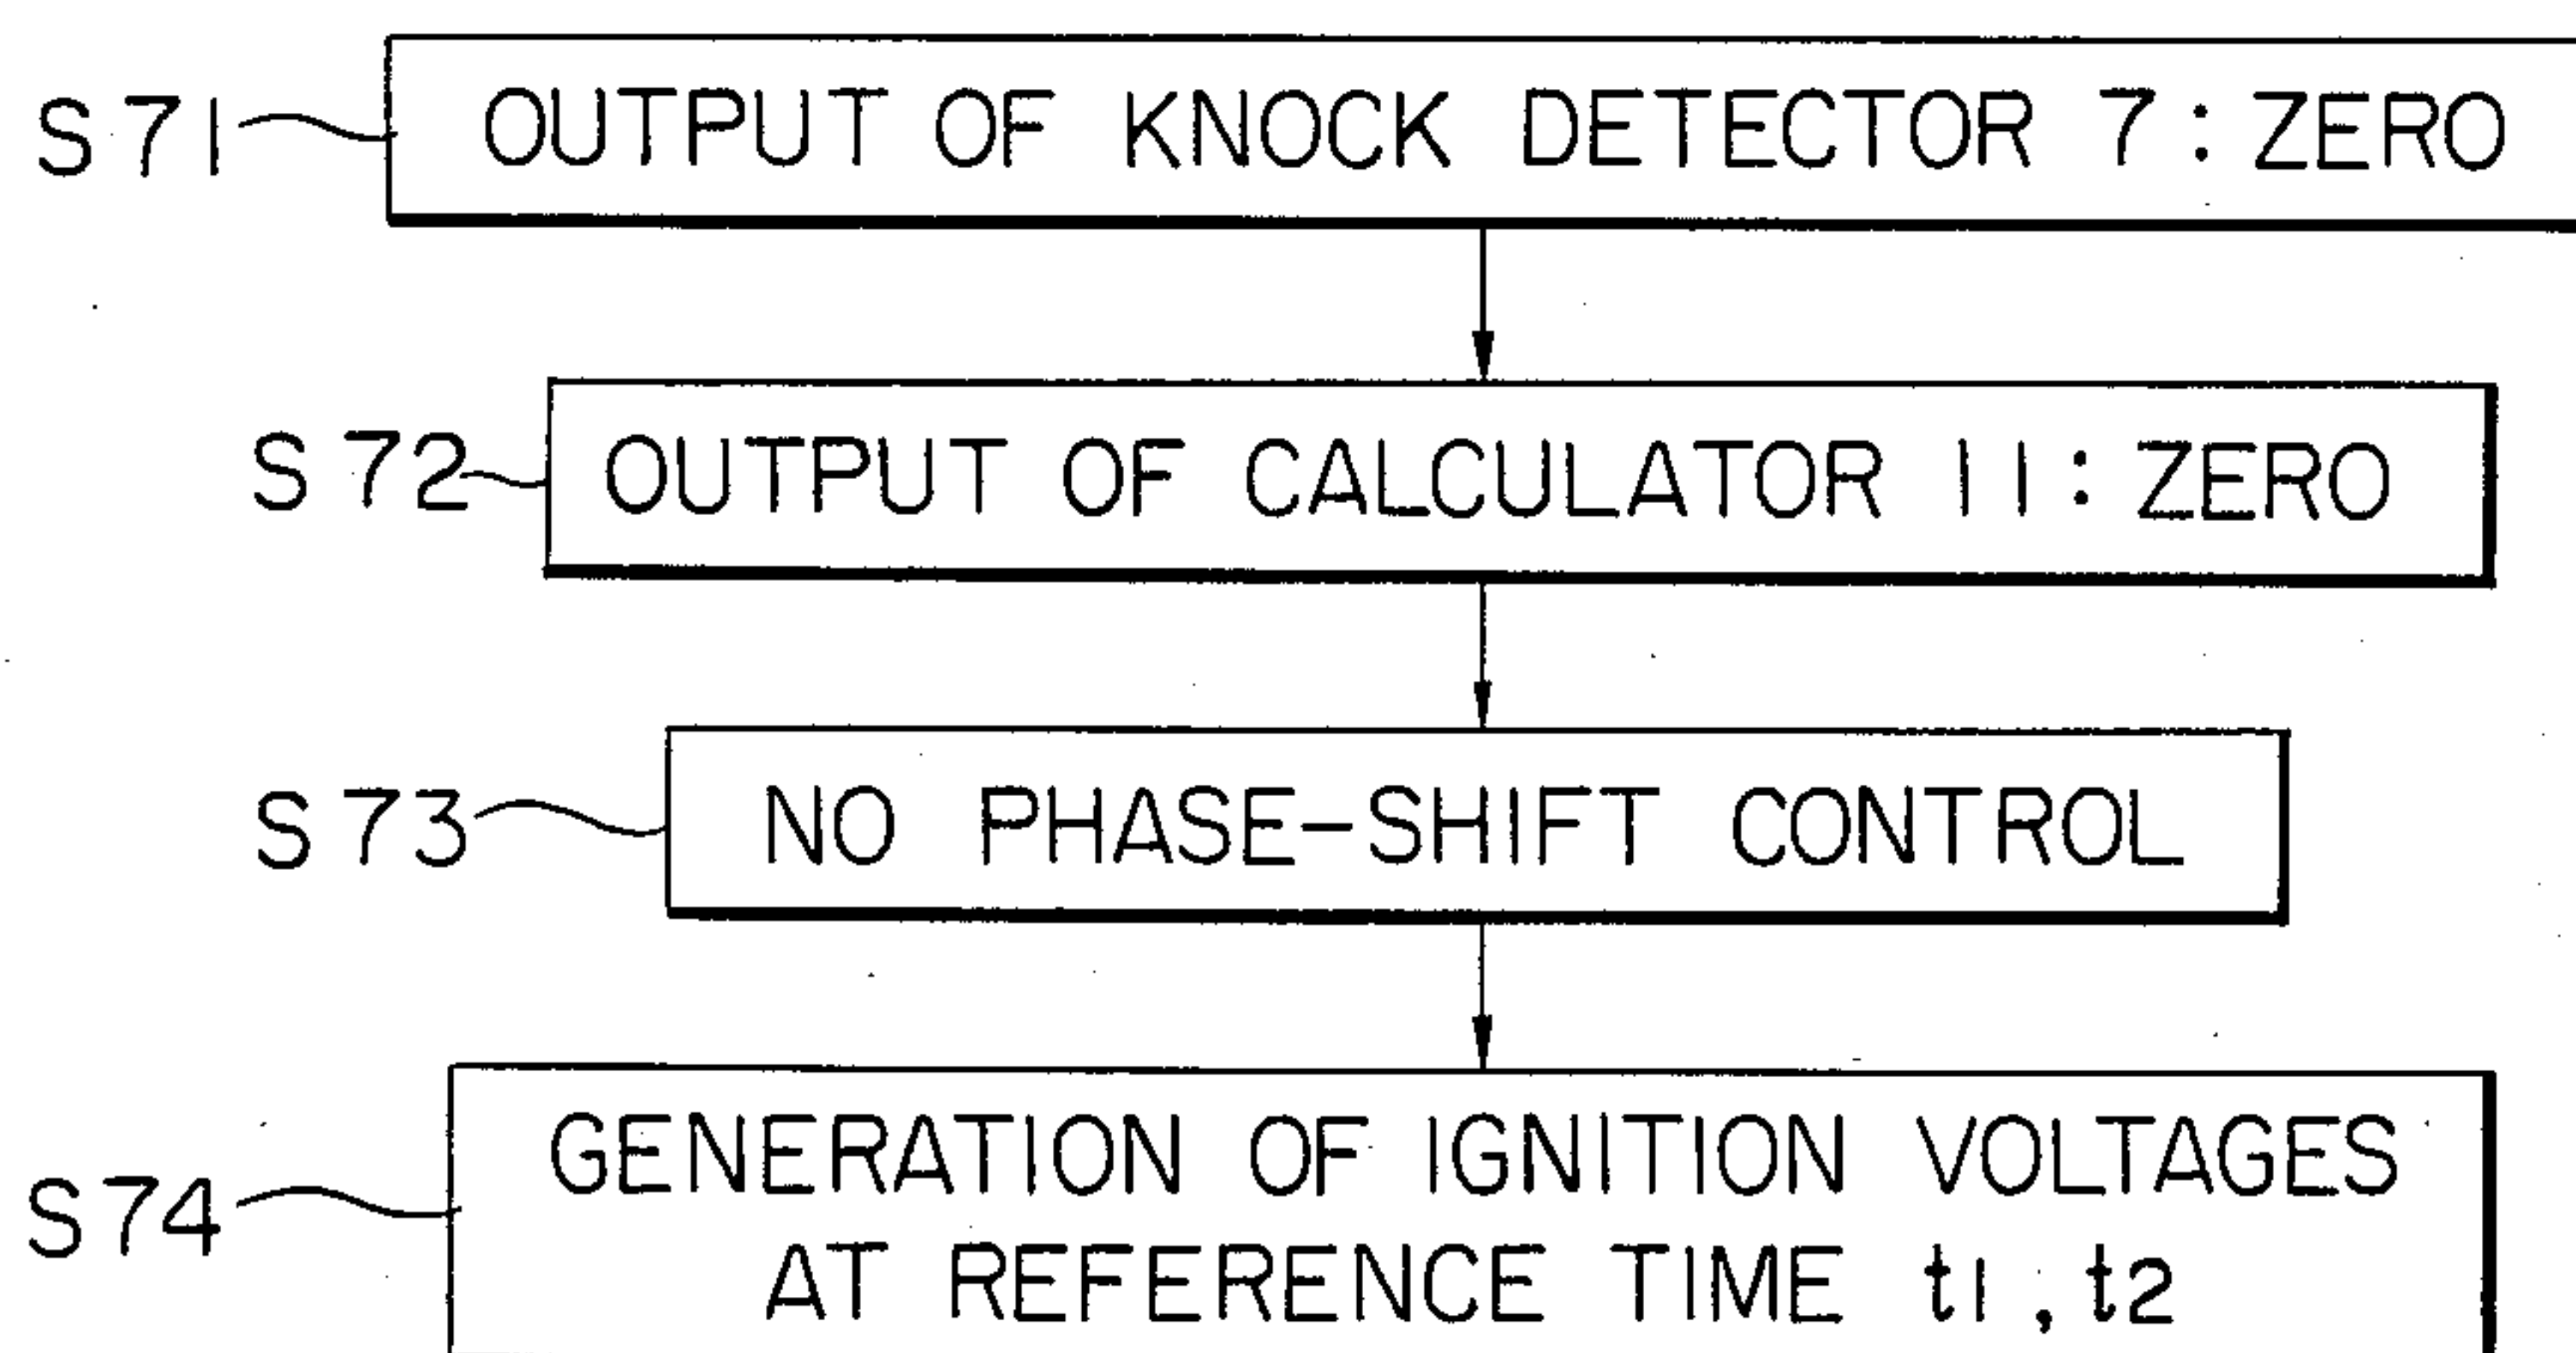 S71 OUTPUT OF KNOCK DETECTOR 7: ZERO
S72 OUTPUT OF CALCULATOR 11: ZERO
S73 NO PHASE-SHIFT CONTROL
S74 GENERATION OF IGNITION VOLTAGES
AT REFERENCE TIME t1, t2